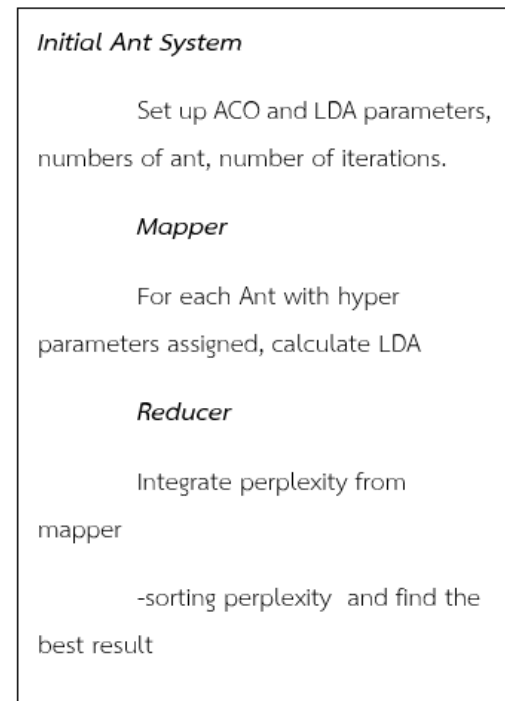 Initial Ant System
Set up ACO and LDA parameters,
numbers of ant, number of iterations.
Mapper
For each Ant with hyper
parameters assigned, calculate LDA
Reducer
Integrate perplexity from
mapper
-sorting perplexity and find the
best result